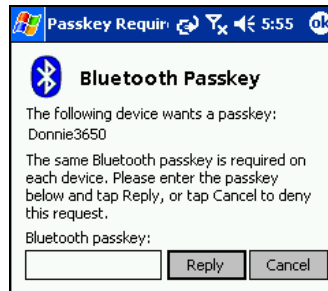 Passkey Requir 5:55 ok
Bluetooth Passkey
The following device wants a passkey:
Donnie3650
The same Bluetooth passkey is required on
each device. Please enter the passkey
below and tap Reply, or tap Cancel to deny
this request.
Bluetooth passkey:
Reply Cancel